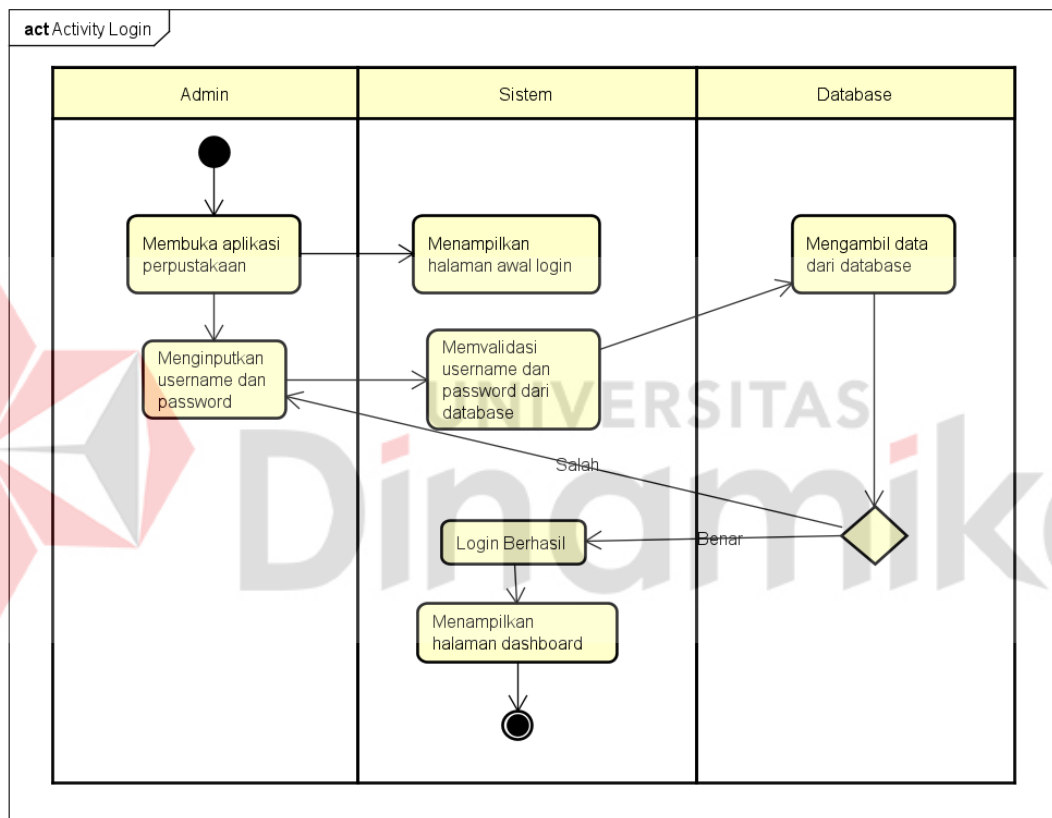 act Activity Login
Admin
Sistem
Database
Membuka aplikasi
perpustakaan
Menampilkan
halaman awal login
Mengambil data
dari database
Menginputkan
username dan
password
Memvalidasi
username dan
password dari
database
UNIVERSITAS
Dinamika
Salah
Benar
Login Berhasil
Menampilkan
halaman dashboard